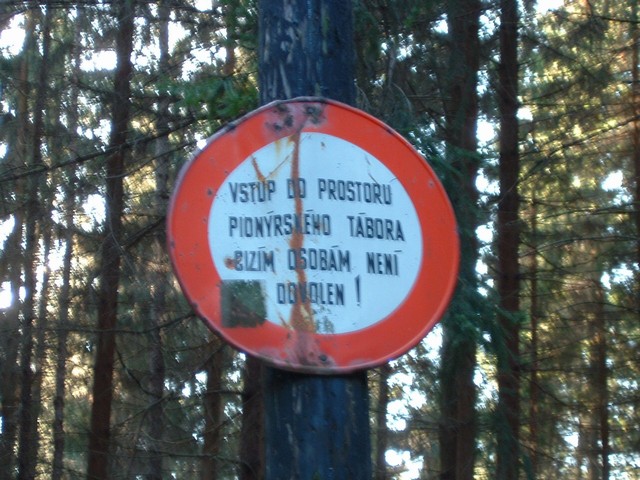 VSTUP DO PROSTORU
PIONÝRSKÉHO TÁBORA
CIZÍM OSOBÁM NENÍ
DOVOLEN !